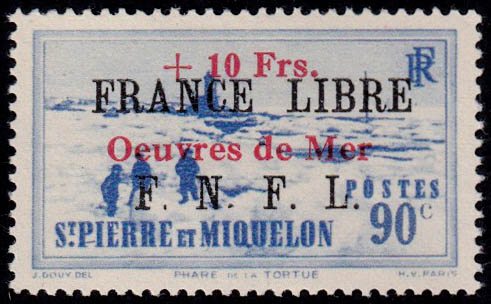 + 10 Frs.
RF
FRANCE LIBRE
Oeuvres de Mer
F. N. F. L.
POSTES
90c
ST PIERRE ET MIQUELON
J. DOUY DEL
PHARE DE LA TORTUE
H.V. PARIS